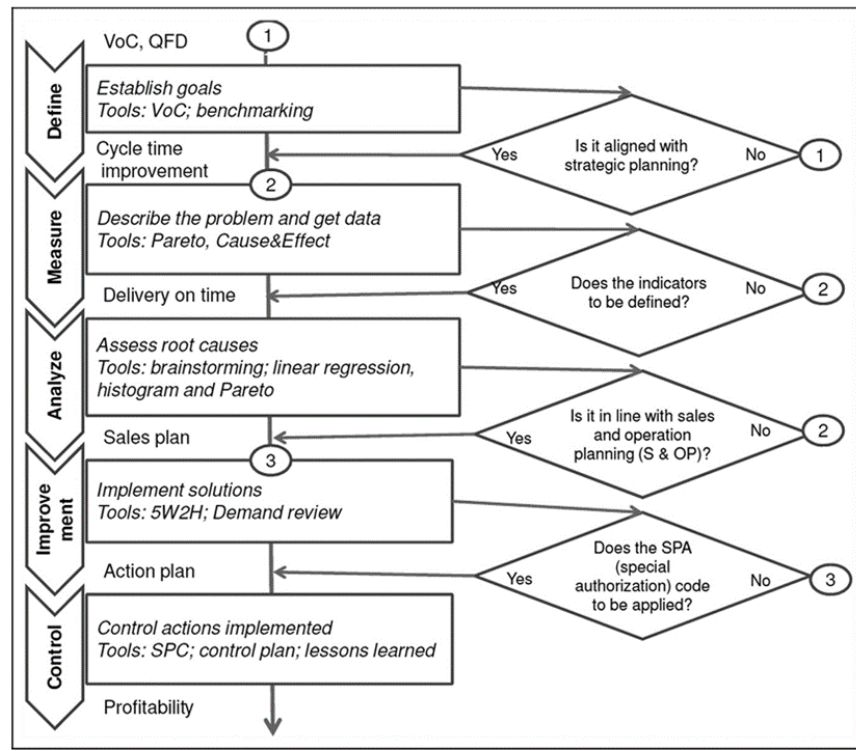 VoC, QFD
1
Define
Establish goals
Tools: VoC; benchmarking
Is it aligned with
strategic planning?
Yes
No
1
Cycle time
improvement
2
Measure
Describe the problem and get data
Tools: Pareto, Cause&Effect
Does the indicators
to be defined?
Yes
No
2
Delivery on time
Analyze
Assess root causes
Tools: brainstorming; linear regression,
histogram and Pareto
Is it in line with sales
and operation
planning (S & OP)?
Yes
No
2
Sales plan
3
Improve
ment
Implement solutions
Tools: 5W2H; Demand review
Does the SPA
(special
authorization) code
to be applied?
Yes
No
3
Action plan
Control
Control actions implemented
Tools: SPC; control plan; lessons learned
Profitability